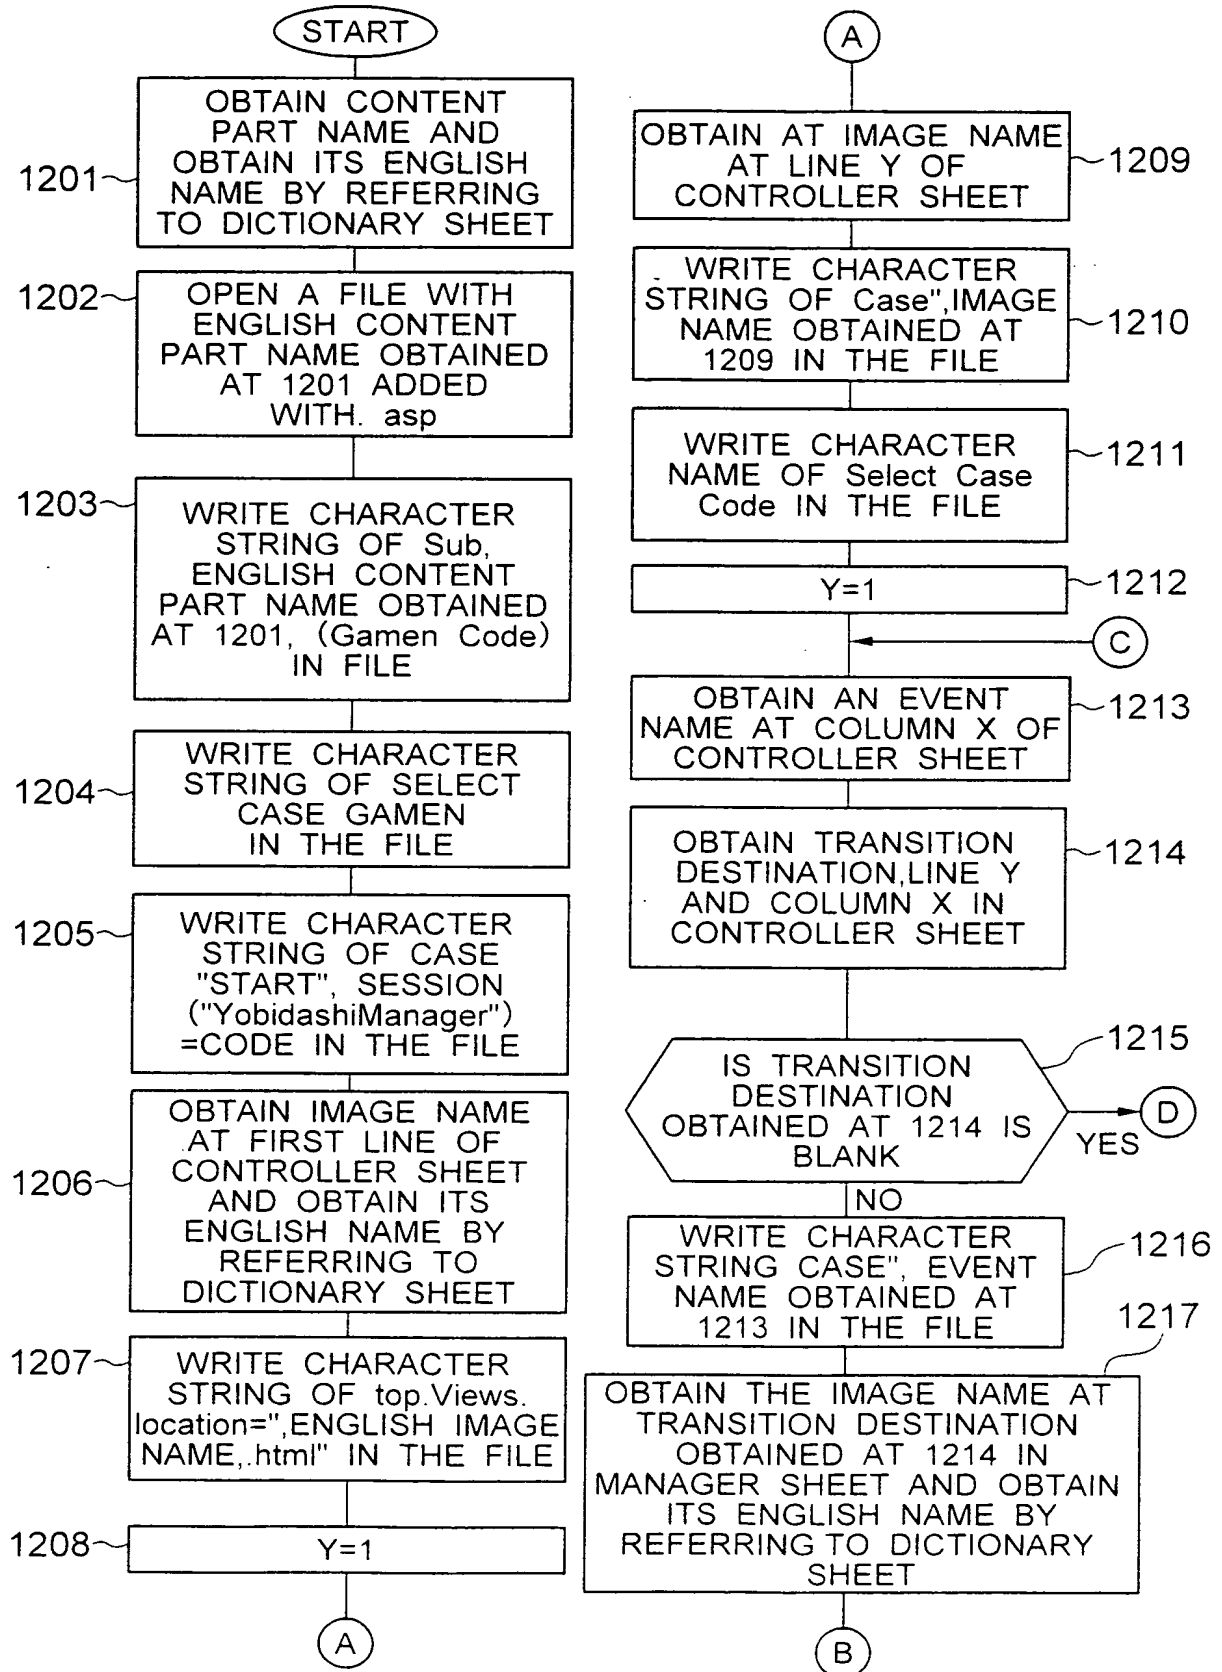 START
OBTAIN CONTENT
PART NAME AND
OBTAIN ITS ENGLISH
NAME BY REFERRING
TO DICTIONARY SHEET
1201
OPEN A FILE WITH
ENGLISH CONTENT
PART NAME OBTAINED
AT 1201 ADDED
WITH. asp
1202
WRITE CHARACTER
STRING OF Sub,
ENGLISH CONTENT
PART NAME OBTAINED
AT 1201, (Gamen Code)
IN FILE
1203
WRITE CHARACTER
STRING OF SELECT
CASE GAMEN
IN THE FILE
1204
WRITE CHARACTER
STRING OF CASE
"START", SESSION
("YobidashiManager")
=CODE IN THE FILE
1205
OBTAIN IMAGE NAME
AT FIRST LINE OF
CONTROLLER SHEET
AND OBTAIN ITS
ENGLISH NAME BY
REFERRING TO
DICTIONARY SHEET
1206
WRITE CHARACTER
STRING OF top.Views.
location=",ENGLISH IMAGE
NAME,.html" IN THE FILE
1207
Y=1
1208
A
A
OBTAIN AT IMAGE NAME
AT LINE Y OF
CONTROLLER SHEET
1209
WRITE CHARACTER
STRING OF Case",IMAGE
NAME OBTAINED AT
1209 IN THE FILE
1210
WRITE CHARACTER
NAME OF Select Case
Code IN THE FILE
1211
Y=1
1212
C
OBTAIN AN EVENT
NAME AT COLUMN X OF
CONTROLLER SHEET
1213
OBTAIN TRANSITION
DESTINATION,LINE Y
AND COLUMN X IN
CONTROLLER SHEET
1214
IS TRANSITION
DESTINATION
OBTAINED AT 1214 IS
BLANK
1215
D
YES
NO
WRITE CHARACTER
STRING CASE", EVENT
NAME OBTAINED AT
1213 IN THE FILE
1216
OBTAIN THE IMAGE NAME AT
TRANSITION DESTINATION
OBTAINED AT 1214 IN
MANAGER SHEET AND OBTAIN
ITS ENGLISH NAME BY
REFERRING TO DICTIONARY
SHEET
1217
B